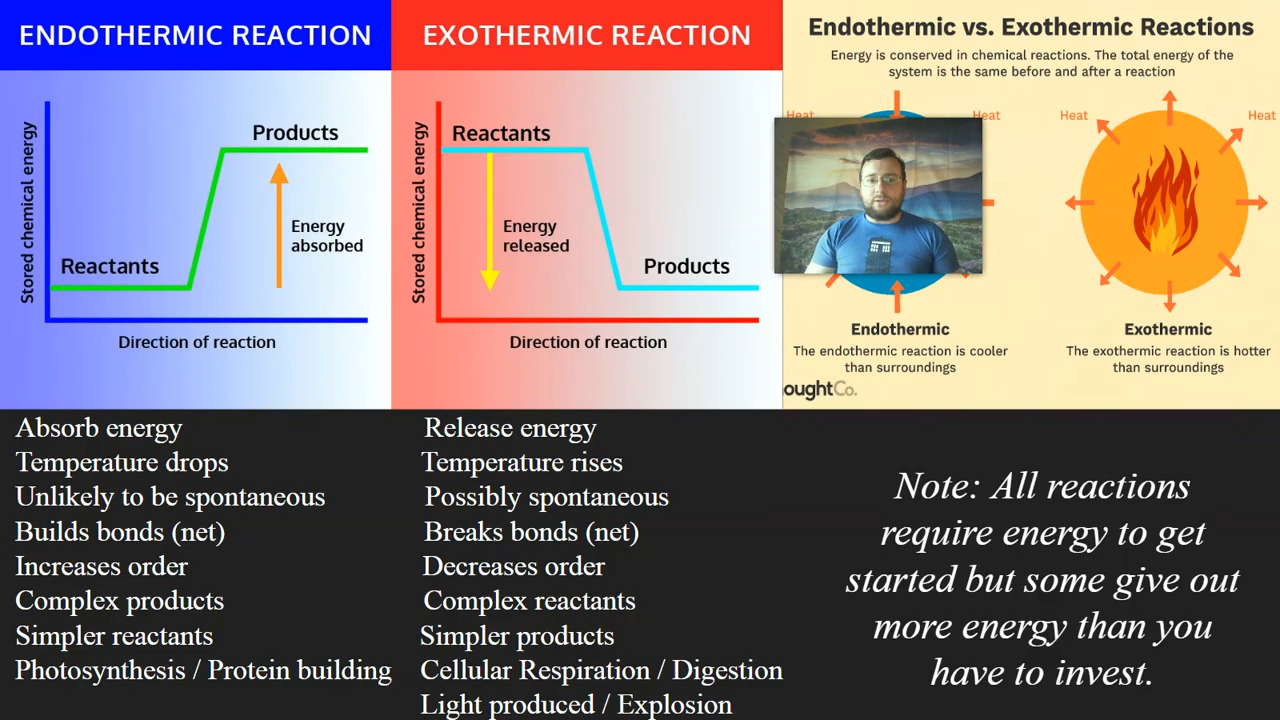 ENDOTHERMIC REACTION
Stored chemical energy
Products
Energy
absorbed
Reactants
Direction of reaction
EXOTHERMIC REACTION
Stored chemical energy
Reactants
Energy
released
Products
Direction of reaction
Endothermic vs. Exothermic Reactions
Energy is conserved in chemical reactions. The total energy of the
system is the same before and after a reaction
Heat
Heat
Heat
Heat
Endothermic
The endothermic reaction is cooler
than surroundings
Exothermic
The exothermic reaction is hotter
than surroundings
oughtCo.
Absorb energy
Temperature drops
Unlikely to be spontaneous
Builds bonds (net)
Increases order
Complex products
Simpler reactants
Photosynthesis / Protein building
Release energy
Temperature rises
Possibly spontaneous
Breaks bonds (net)
Decreases order
Complex reactants
Simpler products
Cellular Respiration / Digestion
Light produced / Explosion
Note: All reactions
require energy to get
started but some give out
more energy than you
have to invest.